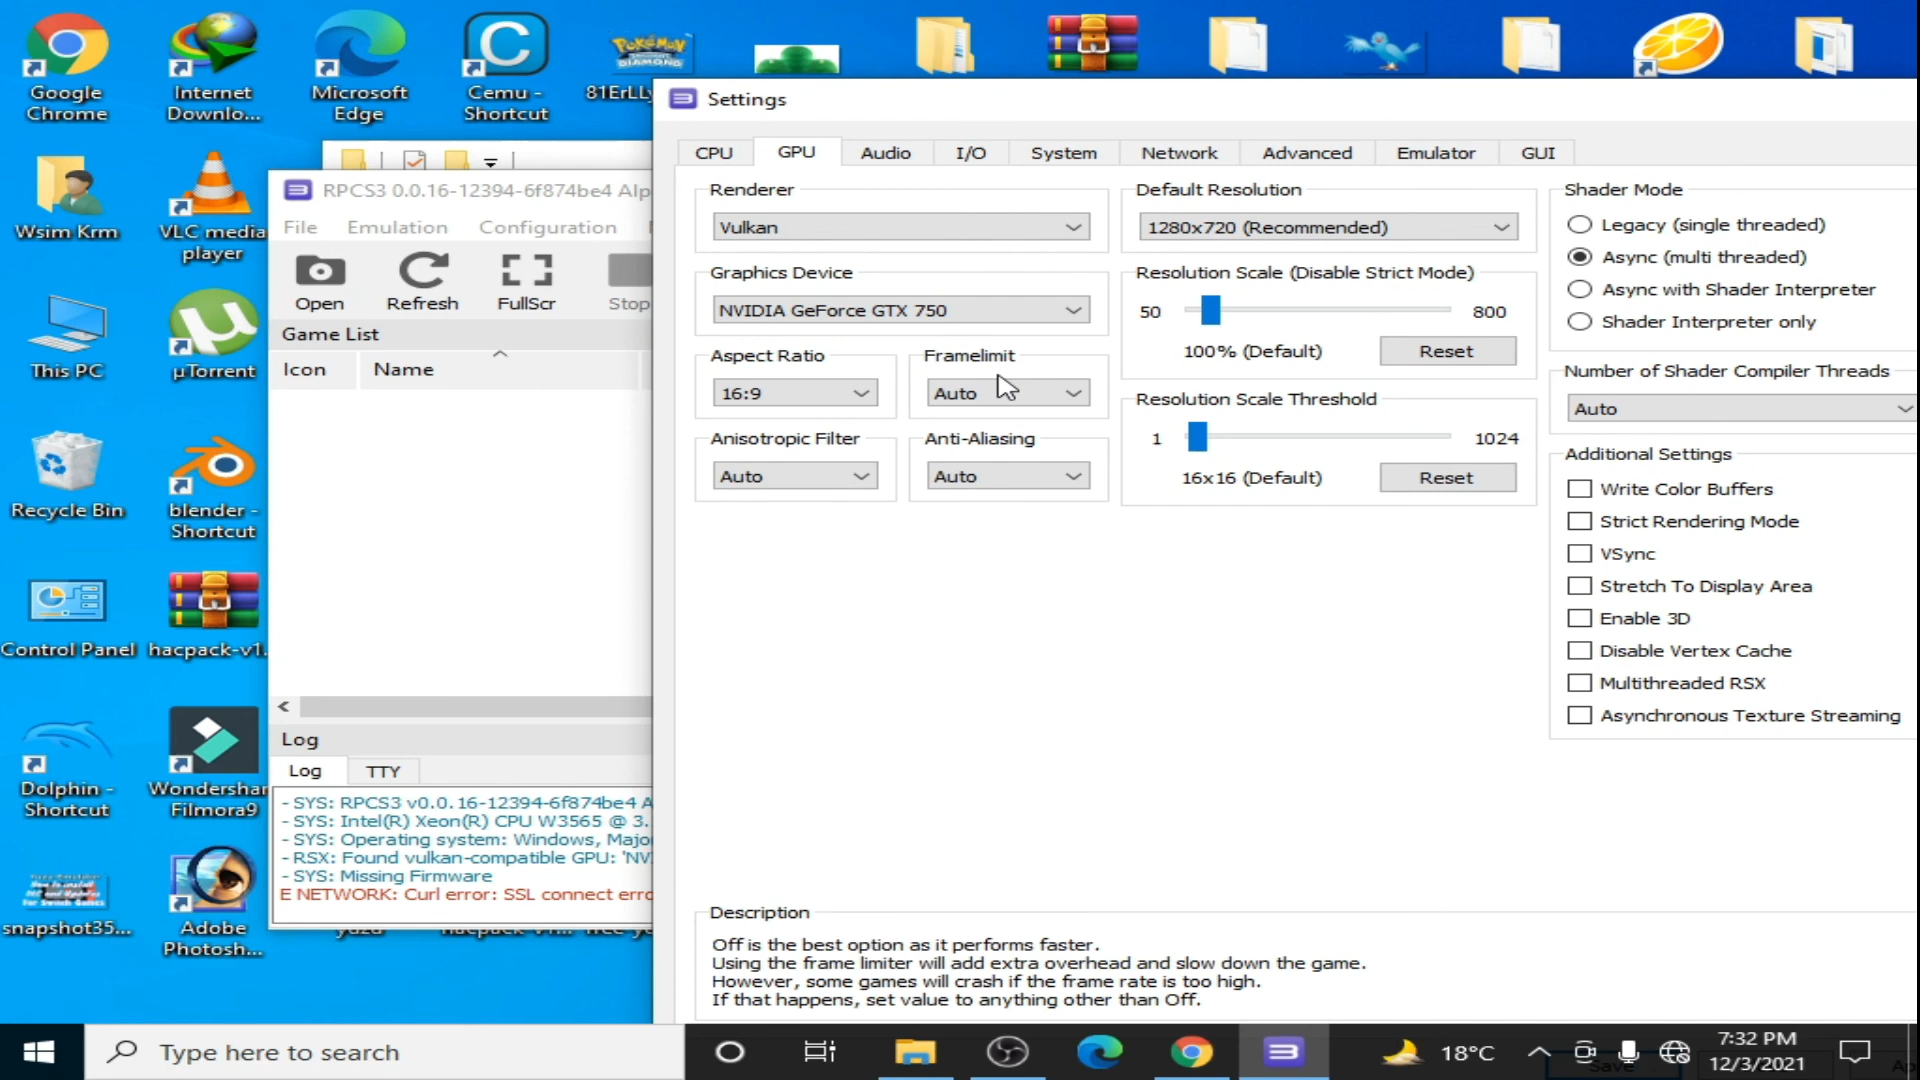 Google
Chrome
Internet
Downlo...
Microsoft
Edge
C
Cemu -
Shortcut
POKéMON
DIAMOND
81ErLLy
Wsim Krm
VLC media
player
This PC
µTorrent
Recycle Bin
blender -
Shortcut
Control Panel
hacpack-v1.
Dolphin -
Shortcut
Wondershar
Filmora9
snapshot35...
Adobe
Photosh...
RPCS3 0.0.16-12394-6f874be4 Alp
File Emulation Configuration
Open Refresh FullScr Stop
Game List
Icon Name
Log
Log TTY
- SYS: RPCS3 v0.0.16-12394-6f874be4 A
- SYS: Intel(R) Xeon(R) CPU W3565 @ 3.
- SYS: Operating system: Windows, Majo
- RSX: Found vulkan-compatible GPU: 'NV
- SYS: Missing Firmware
E NETWORK: Curl error: SSL connect erro
Settings
CPU GPU Audio I/O System Network Advanced Emulator GUI
Renderer
Vulkan
Graphics Device
NVIDIA GeForce GTX 750
Aspect Ratio
16:9
Framelimit
Auto
Anisotropic Filter
Auto
Anti-Aliasing
Auto
Default Resolution
1280x720 (Recommended)
Resolution Scale (Disable Strict Mode)
50 800
100% (Default) Reset
Resolution Scale Threshold
1 1024
16x16 (Default) Reset
Shader Mode
Legacy (single threaded)
Async (multi threaded)
Async with Shader Interpreter
Shader Interpreter only
Number of Shader Compiler Threads
Auto
Additional Settings
Write Color Buffers
Strict Rendering Mode
VSync
Stretch To Display Area
Enable 3D
Disable Vertex Cache
Multithreaded RSX
Asynchronous Texture Streaming
Description
Off is the best option as it performs faster.
Using the frame limiter will add extra overhead and slow down the game.
However, some games will crash if the frame rate is too high.
If that happens, set value to anything other than Off.
Type here to search
18°C
7:32 PM
12/3/2021
Save